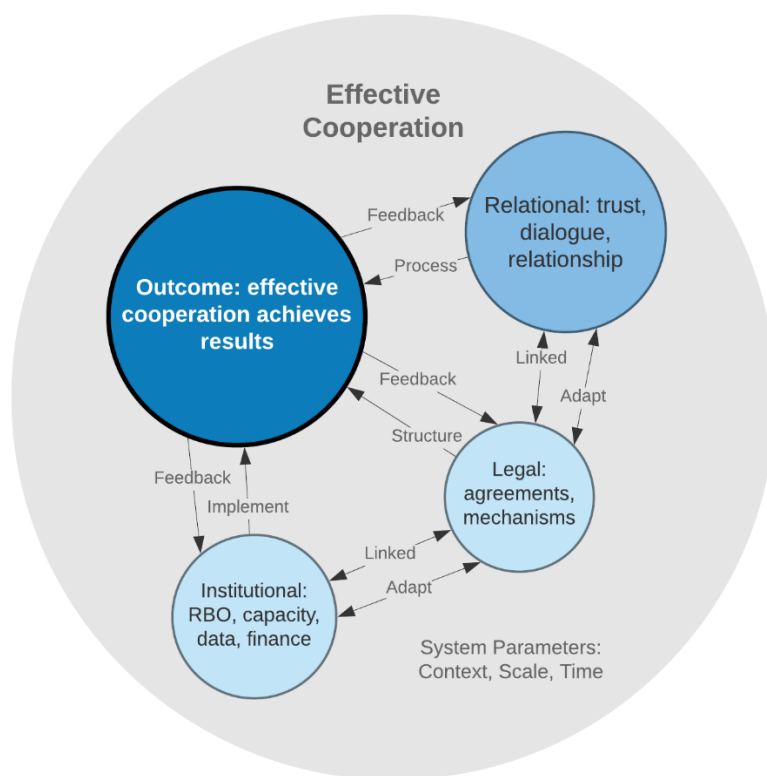 Effective
Cooperation
Feedback
Relational: trust,
dialogue,
relationship
Process
Outcome: effective
cooperation achieves
results
Linked
Feedback
Adapt
Structure
Legal:
agreements,
mechanisms
Feedback
Implement
Linked
Institutional:
RBO, capacity,
data, finance
Adapt
System Parameters:
Context, Scale, Time